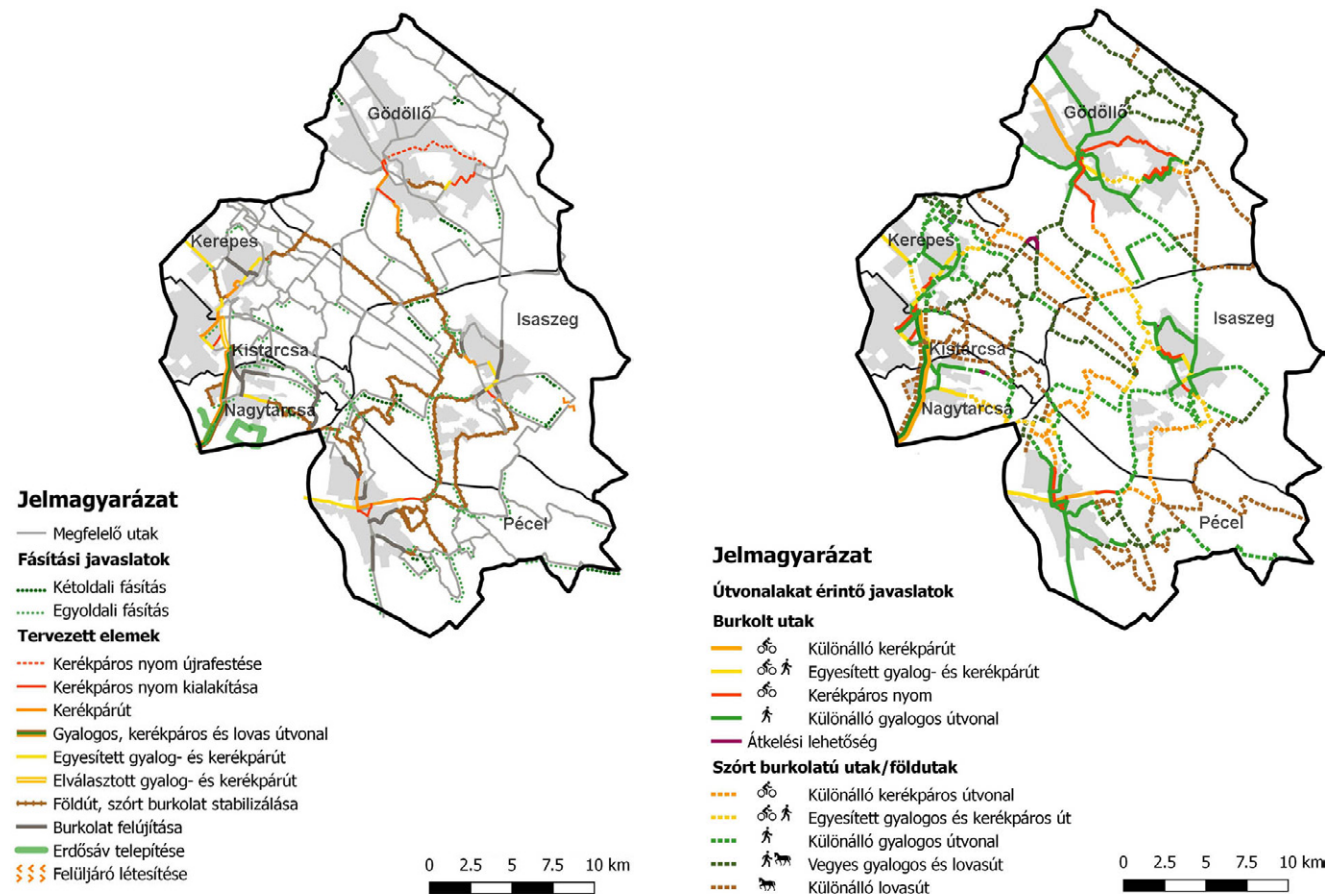 Gödöllő
Kerepes
Isaszeg
Kistarcsa
Nagytarcsa
Pécel
Jelmagyarázat
Megfelelő utak
Fásítási javaslatok
Kétoldali fásítás
Egyoldali fásítás
Tervezett elemek
Kerékpáros nyom újrafestése
Kerékpáros nyom kialakítása
Kerékpárút
Gyalogos, kerékpáros és lovas útvonal
Egyesített gyalog- és kerékpárút
Elválasztott gyalog- és kerékpárút
Földút, szórt burkolat stabilizálása
Burkolat felújítása
Erdősáv telepítése
Felüljáró létesítése
0 2.5 5 7.5 10 km
Gödöllő
Kerepes
Isaszeg
Kistarcsa
Nagytarcsa
Pécel
Jelmagyarázat
Útvonalakat érintő javaslatok
Burkolt utak
Különálló kerékpárút
Egyesített gyalog- és kerékpárút
Kerékpáros nyom
Különálló gyalogos útvonal
Átkelési lehetőség
Szórt burkolatú utak/földutak
Különálló kerékpáros útvonal
Egyesített gyalogos és kerékpáros út
Különálló gyalogos útvonal
Vegyes gyalogos és lovasút
Különálló lovasút
0 2.5 5 7.5 10 km